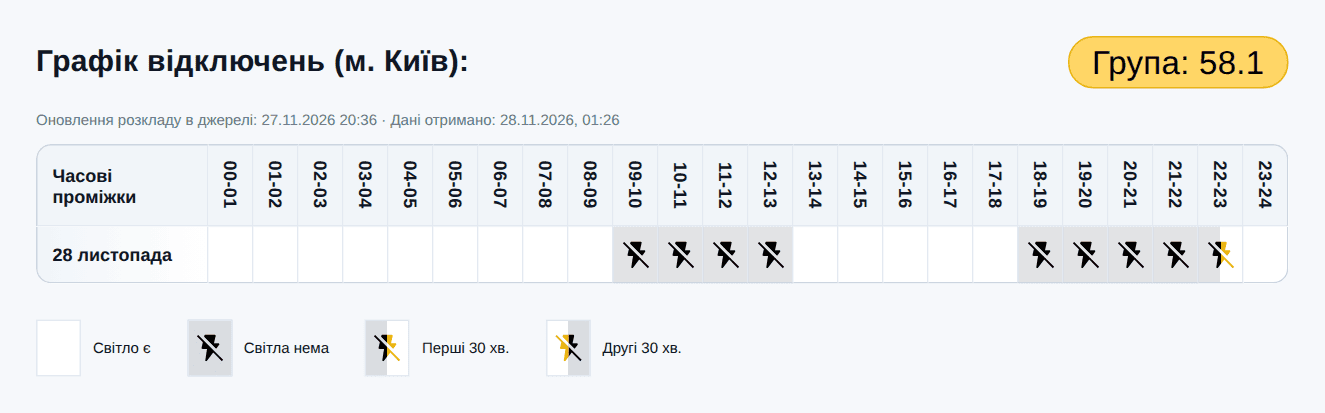 Графік відключень (м. Київ):
Група: 58.1
Оновлення розкладу в джерелі: 27.11.2026 20:36 · Дані отримано: 28.11.2026, 01:26
Часові
проміжки
00-01
01-02
02-03
03-04
04-05
05-06
06-07
07-08
08-09
09-10
10-11
11-12
12-13
13-14
14-15
15-16
16-17
17-18
18-19
19-20
20-21
21-22
22-23
23-24
28 листопада
Світло є
Світла нема
Перші 30 хв.
Другі 30 хв.